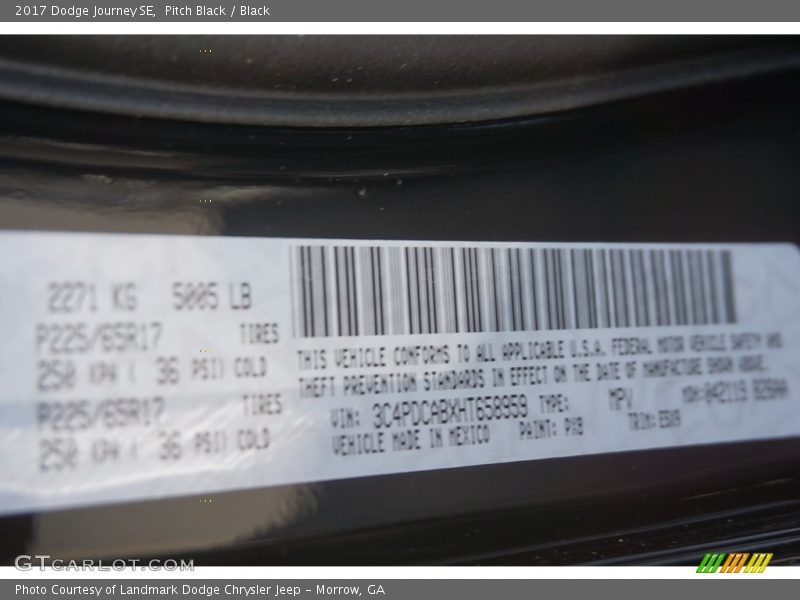 2017 Dodge Journey SE, Pitch Black / Black
2271 KG 5005 LB
P225/65R17 TIRES
250 KPA ( 36 PSI) COLD
P225/65R17 TIRES
250 KPA ( 36 PSI) COLD
THIS VEHICLE CONFORMS TO ALL APPLICABLE U.S.A. FEDERAL MOTOR VEHICLE SAFETY AND
THEFT PREVENTION STANDARDS IN EFFECT ON THE DATE OF MANUFACTURE SHOWN ABOVE.
VIN: 3C4PDCABXHT658959 TYPE: MPV
VEHICLE MADE IN MEXICO PAINT: PX8 TRIM:
GTCARLOT.COM
Photo Courtesy of Landmark Dodge Chrysler Jeep – Morrow, GA